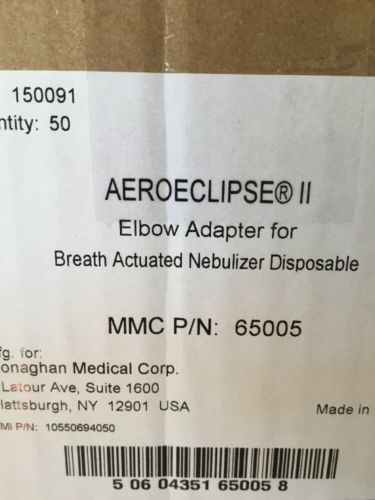 150091
ntity: 50
AEROECLIPSE® II
Elbow Adapter for
Breath Actuated Nebulizer Disposable
MMC P/N: 65005
fg. for:
onaghan Medical Corp.
Latour Ave, Suite 1600
lattsburgh, NY 12901 USA
Made in
MI P/N: 10550694050
5 06 04351 65005 8